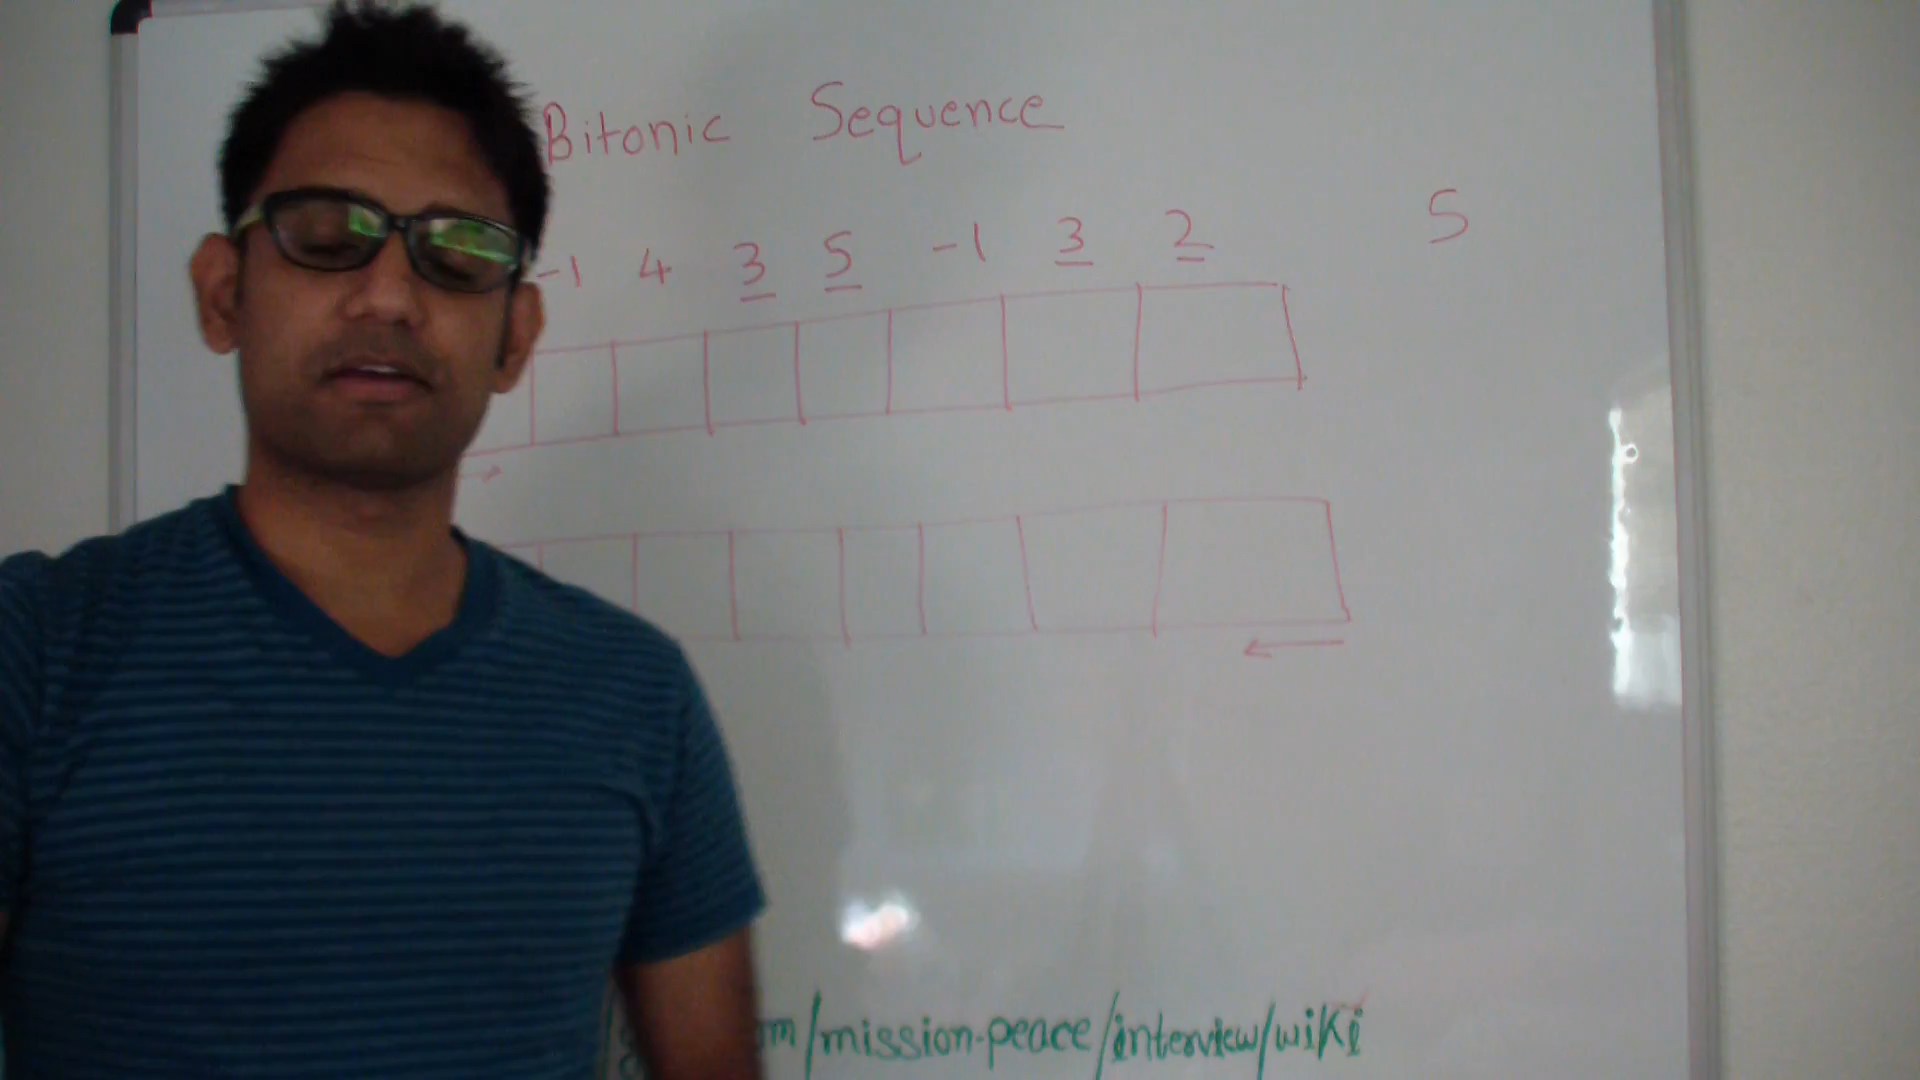 Bitonic Sequence
5
-1 4 3 5 -1 3 2
m/mission-peace/interview/wiki